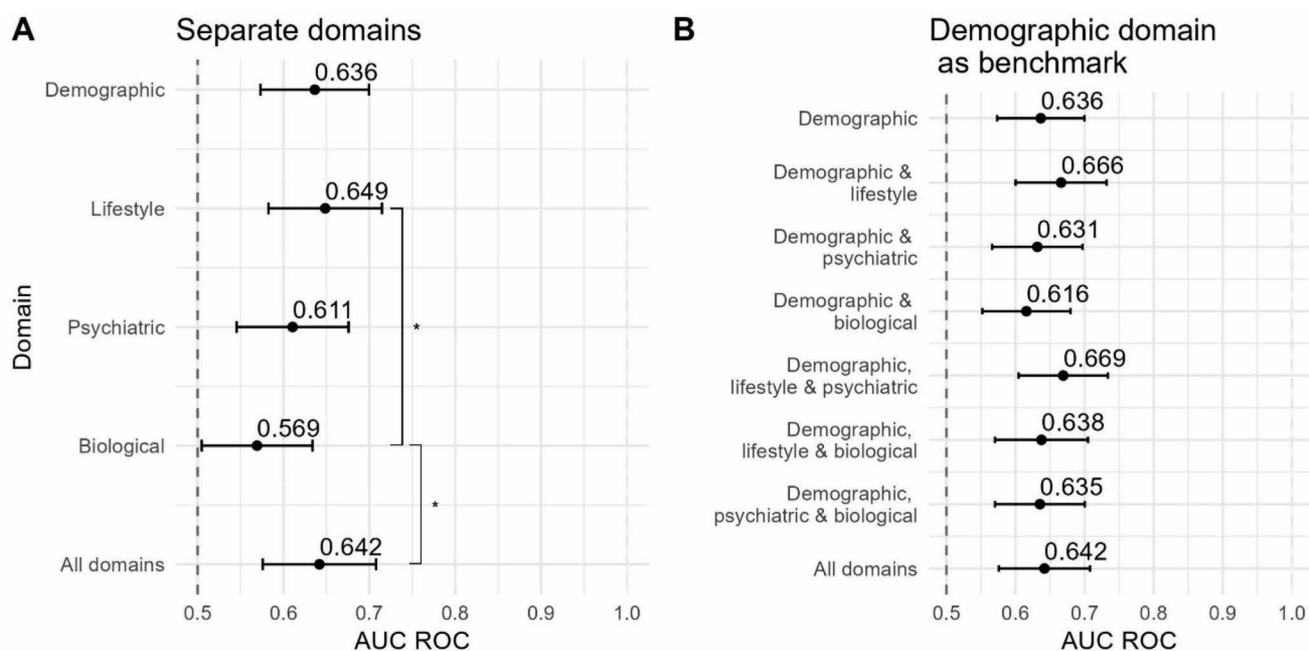 A
Separate domains
Demographic
0.636
Lifestyle
0.649
Psychiatric
0.611
*
Domain
Biological
0.569
*
All domains
0.642
0.5 0.6 0.7 0.8 0.9 1.0
AUC ROC
B
Demographic domain
as benchmark
Demographic
0.636
Demographic &
lifestyle
0.666
Demographic &
psychiatric
0.631
Demographic &
biological
0.616
Demographic,
lifestyle & psychiatric
0.669
Demographic,
lifestyle & biological
0.638
Demographic,
psychiatric & biological
0.635
All domains
0.642
0.5 0.6 0.7 0.8 0.9 1.0
AUC ROC